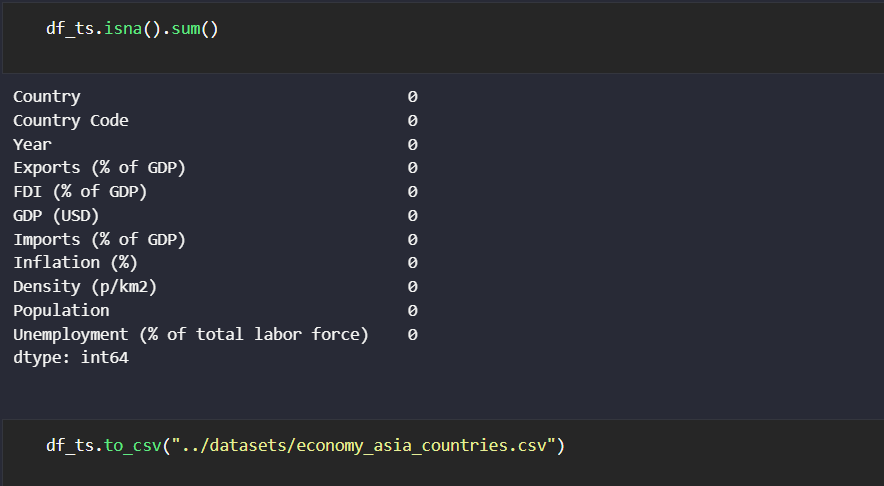 df_ts.isna().sum()
Country 0
Country Code 0
Year 0
Exports (% of GDP) 0
FDI (% of GDP) 0
GDP (USD) 0
Imports (% of GDP) 0
Inflation (%) 0
Density (p/km2) 0
Population 0
Unemployment (% of total labor force) 0
dtype: int64
df_ts.to_csv("../datasets/economy_asia_countries.csv")